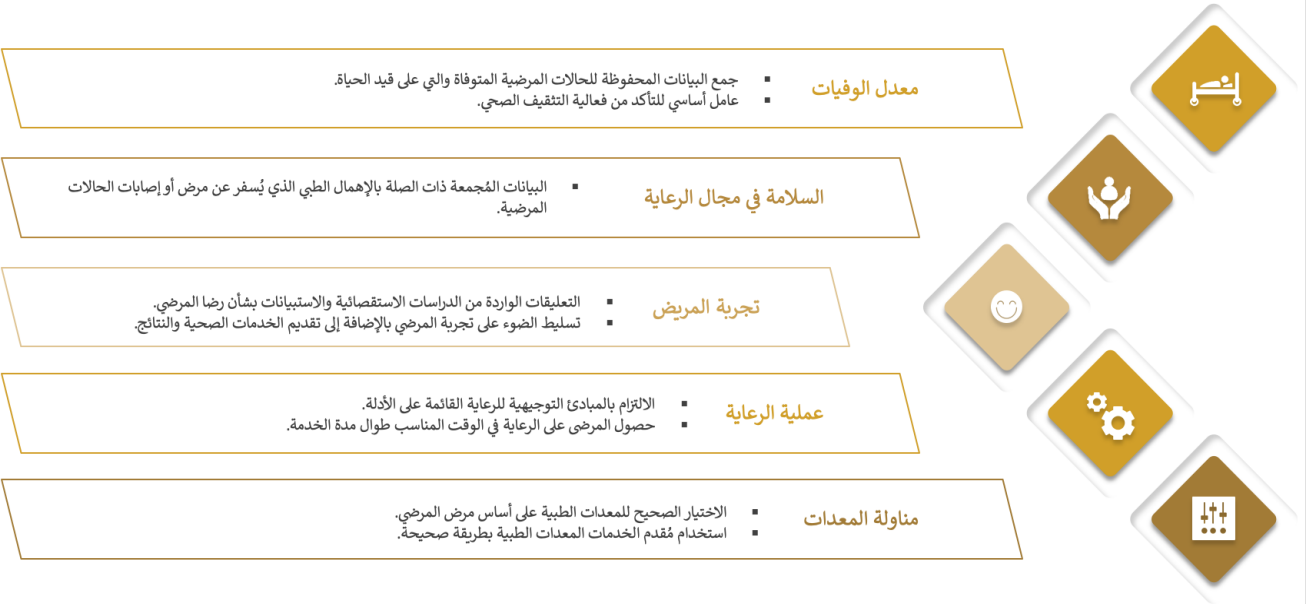 معدل الوفيات
▪ جمع البيانات المحفوظة للحالات المرضية المتوفاة والتي على قيد الحياة.
▪ عامل أساسي للتأكد من فعالية التثقيف الصحي.
السلامة في مجال الرعاية
▪ البيانات المُجمعة ذات الصلة بالإهمال الطبي الذي يُسفر عن مرض أو إصابات الحالات
المرضية.
تجربة المريض
▪ التعليقات الواردة من الدراسات الاستقصائية والاستبيانات بشأن رضا المرضي.
▪ تسليط الضوء على تجربة المرضي بالإضافة إلى تقديم الخدمات الصحية والنتائج.
عملية الرعاية
▪ الالتزام بالمبادئ التوجيهية للرعاية القائمة على الأدلة.
▪ حصول المرضى على الرعاية في الوقت المناسب طوال مدة الخدمة.
مناولة المعدات
▪ الاختيار الصحيح للمعدات الطبية على أساس مرض المرضي.
▪ استخدام مُقدم الخدمات المعدات الطبية بطريقة صحيحة.